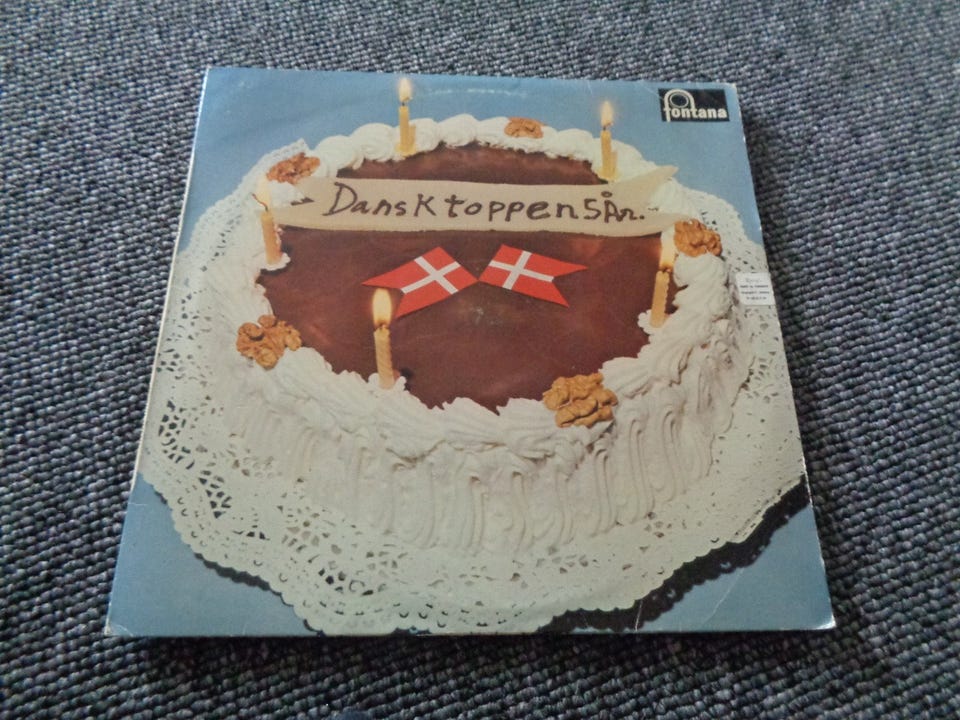 fontana
Dansktoppen 5 År.